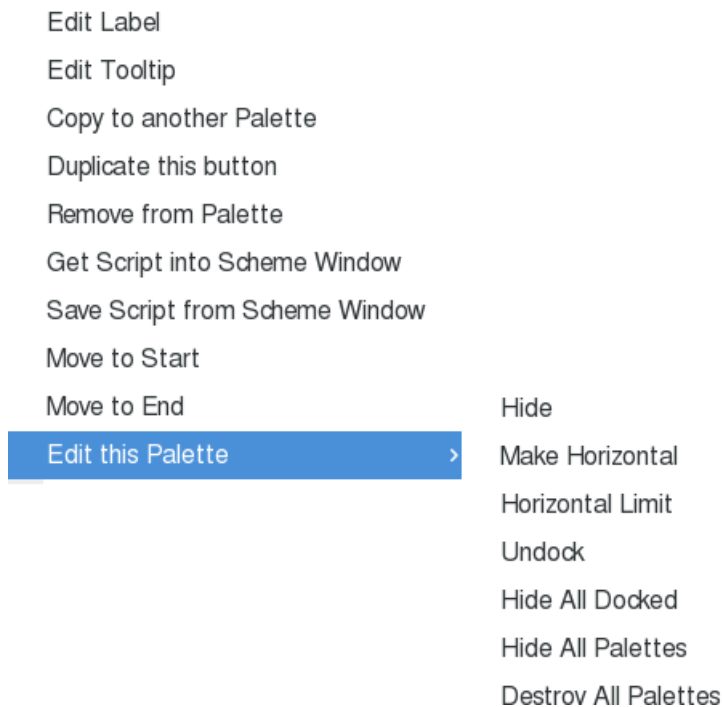 Edit Label
Edit Tooltip
Copy to another Palette
Duplicate this button
Remove from Palette
Get Script into Scheme Window
Save Script from Scheme Window
Move to Start
Move to End
Edit this Palette
Hide
Make Horizontal
Horizontal Limit
Undock
Hide All Docked
Hide All Palettes
Destroy All Palettes